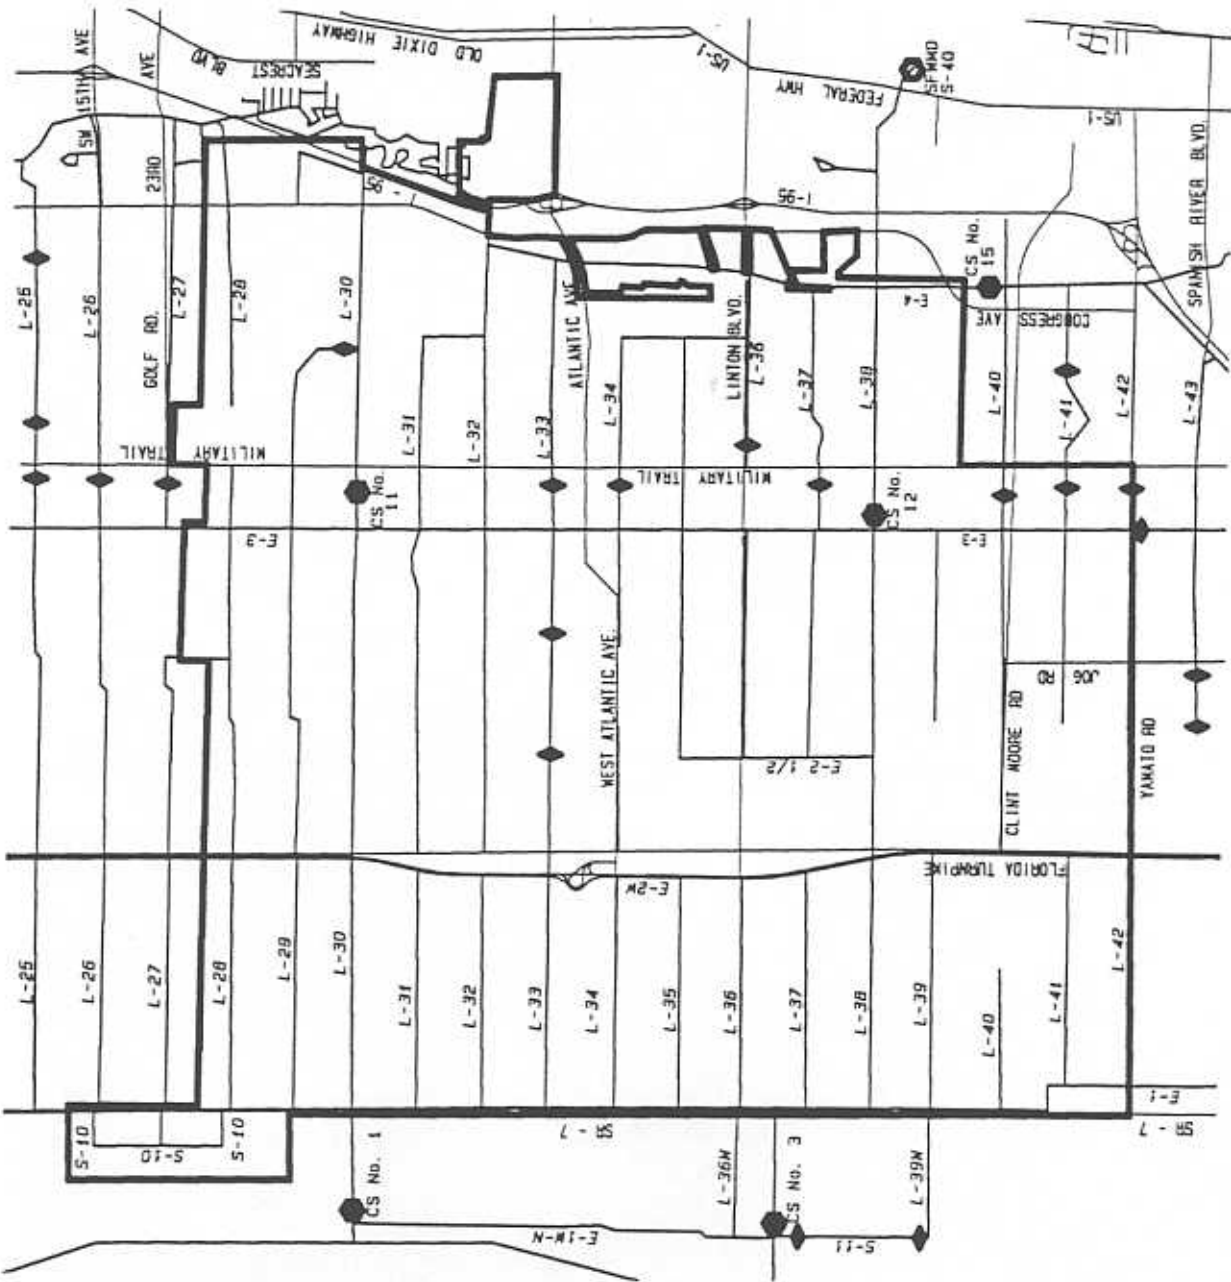 SW 15TH AVE
23RD AVE
SEACREST BLVD
OLD DIXIE HIGHWAY
US-1
FEDERAL HWY
SFWMD
S-40
US-1
SPANISH RIVER BLVD.
I-95
95
L-25
L-26
L-27
L-28
L-30
GOLF RD.
ATLANTIC AVE.
LINTON BLVD.
E-4
CS No.
15
CONGRESS AVE
L-31
L-32
L-33
L-34
L-36
L-37
L-38
L-40
L-41
L-42
L-43
MILITARY TRAIL
MILITARY TRAIL
CS No.
11
CS No.
12
E-3
E-3
WEST ATLANTIC AVE.
JOG RD
E-2 1/2
CLINT MOORE RD
YAMATO RD
FLORIDA TURNPIKE
E-2W
L-25
L-26
L-27
L-28
L-29
L-30
L-31
L-32
L-33
L-34
L-35
L-36
L-37
L-38
L-39
L-40
L-41
L-42
E-1
S-10
S-10
S-10
SR-7
SR-7
CS No. 1
L-36W
CS No. 3
L-39W
E-1W-N
S-11